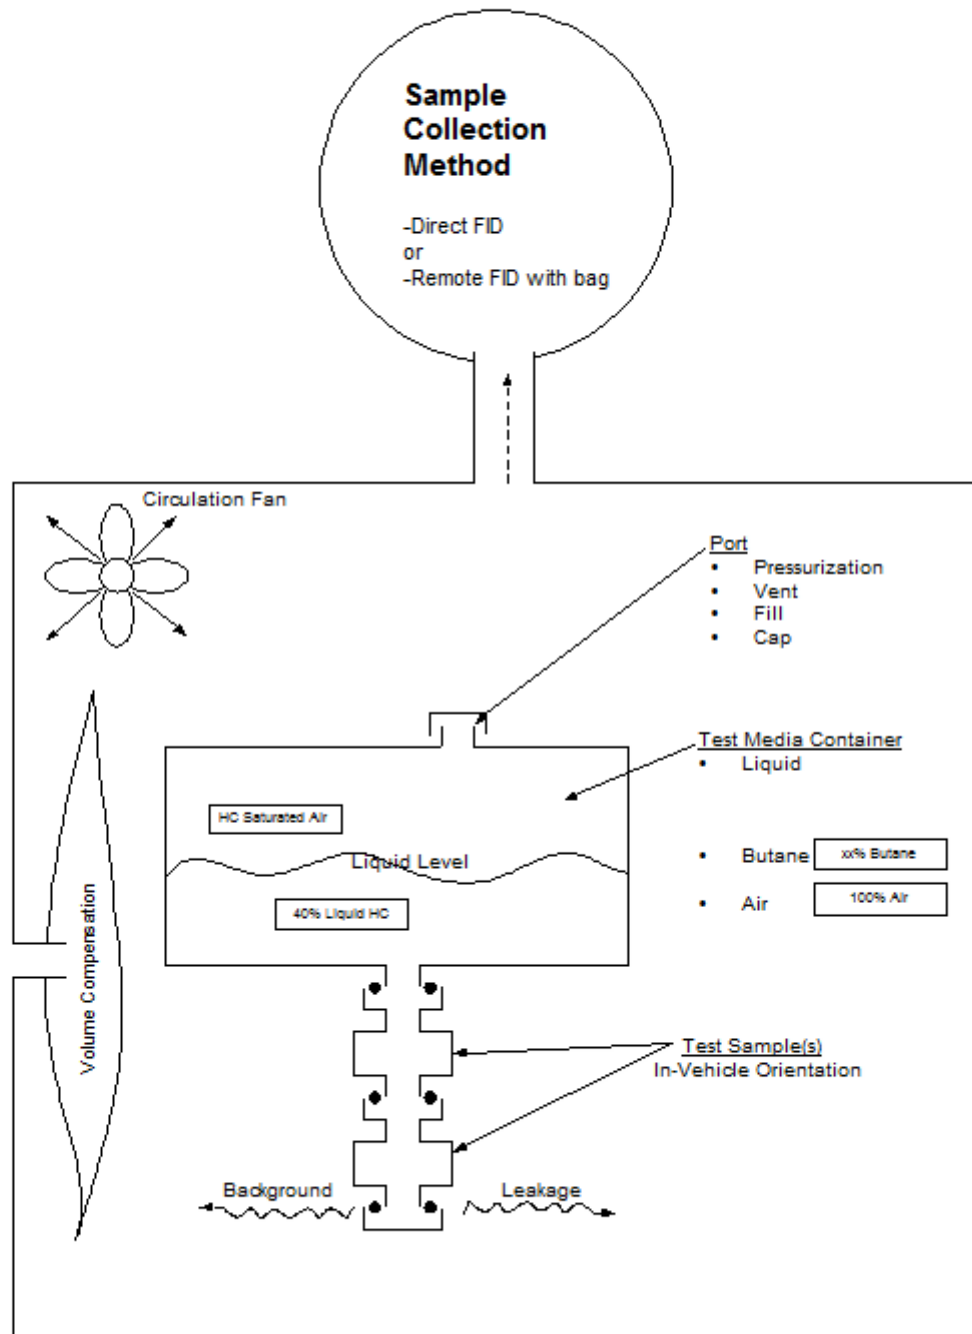 Sample
Collection
Method
-Direct FID
or
-Remote FID with bag
Circulation Fan
Port
• Pressurization
• Vent
• Fill
• Cap
Test Media Container
• Liquid
HC Saturated Air
Liquid Level
• Butane xx% Butane
• Air 100% Air
40% Liquid HC
Volume Compensation
Test Sample(s)
In-Vehicle Orientation
Background
Leakage